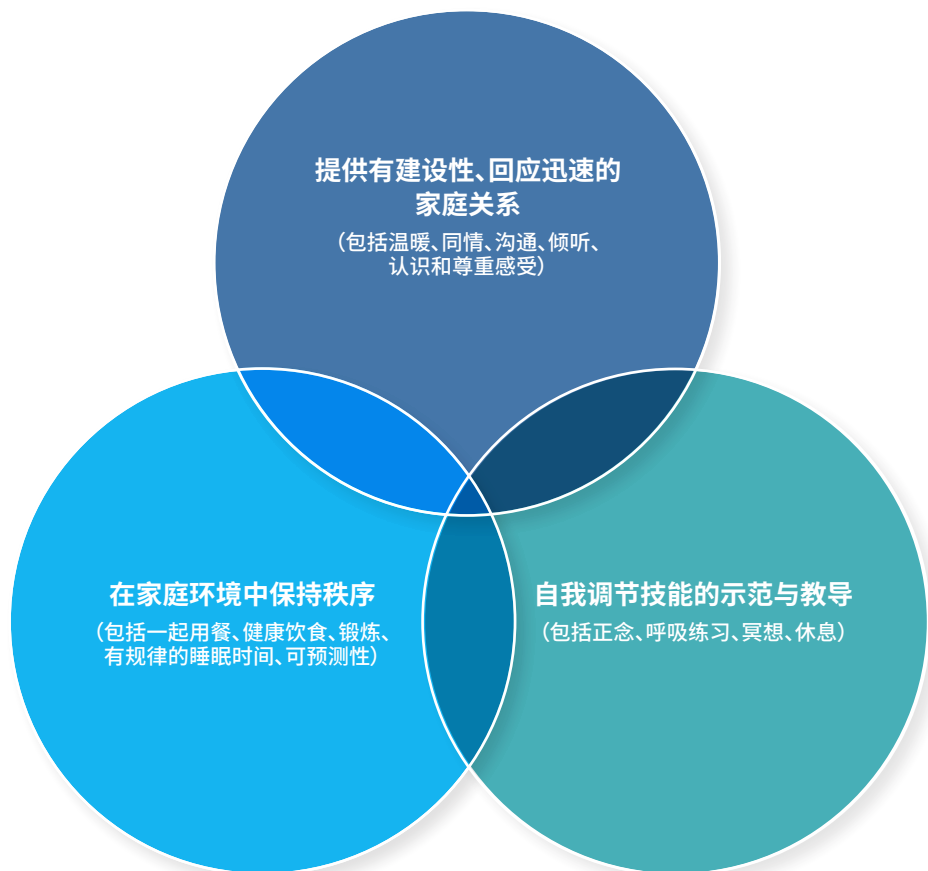 提供有建设性、回应迅速的
家庭关系
（包括温暖、同情、沟通、倾听、
认识和尊重感受）
在家庭环境中保持秩序
（包括一起用餐、健康饮食、锻炼、
有规律的睡眠时间、可预测性）
自我调节技能的示范与教导
（包括正念、呼吸练习、冥想、休息）